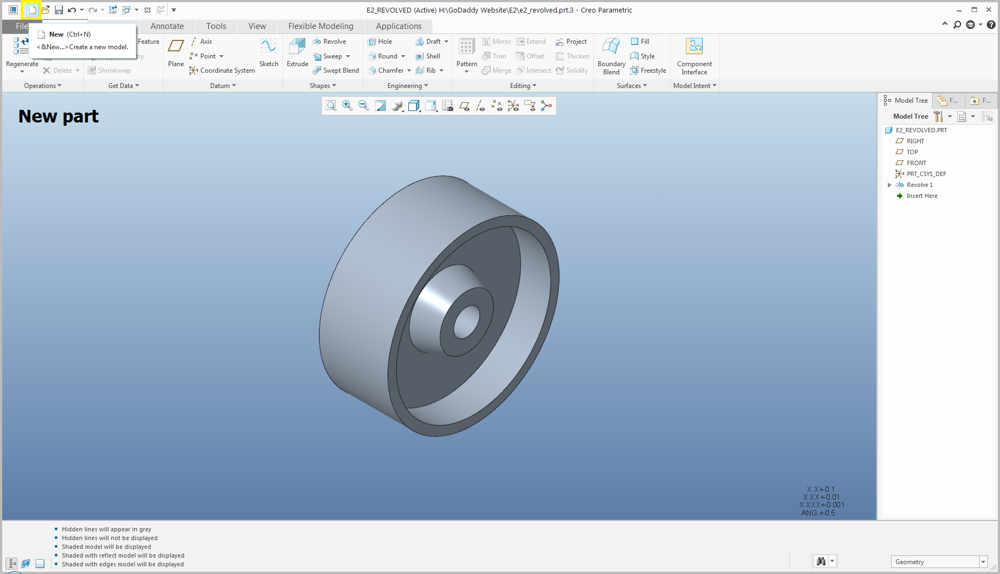 E2_REVOLVED (Active) H:\GoDaddy Website\E2\e2_revolved.prt.3 - Creo Parametric
File Annotate Tools View Flexible Modeling Applications
New (Ctrl+N)
<&New...>Create a new model.
Regenerate
Delete
Operations
Feature
Shrinkwrap
Get Data
Plane
Axis
Point
Coordinate System
Sketch
Datum
Extrude
Revolve
Sweep
Swept Blend
Shapes
Hole
Round
Chamfer
Draft
Shell
Rib
Engineering
Pattern
Mirror
Trim
Merge
Extend
Offset
Intersect
Project
Thicken
Solidify
Editing
Boundary
Blend
Fill
Style
Freestyle
Surfaces
Component
Interface
Model Intent
New part
Model Tree F... F...
Model Tree
E2_REVOLVED.PRT
RIGHT
TOP
FRONT
PRT_CSYS_DEF
Revolve 1
Insert Here
X.X+-0.1
X.XX+-0.01
X.XXX+-0.001
ANG.+-0.5
Hidden lines will appear in grey
Hidden lines will not be displayed
Shaded model will be displayed
Shaded with reflect model will be displayed
Shaded with edges model will be displayed
Geometry